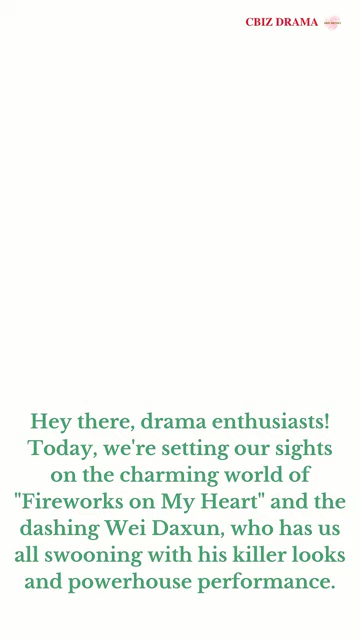 CBIZ DRAMA
Hey there, drama enthusiasts!
Today, we're setting our sights
on the charming world of
"Fireworks on My Heart" and the
dashing Wei Daxun, who has us
all swooning with his killer looks
and powerhouse performance.